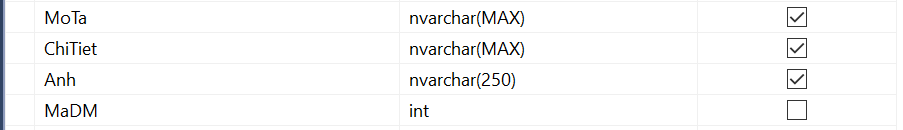 MoTa nvarchar(MAX)
ChiTiet nvarchar(MAX)
Anh nvarchar(250)
MaDM int